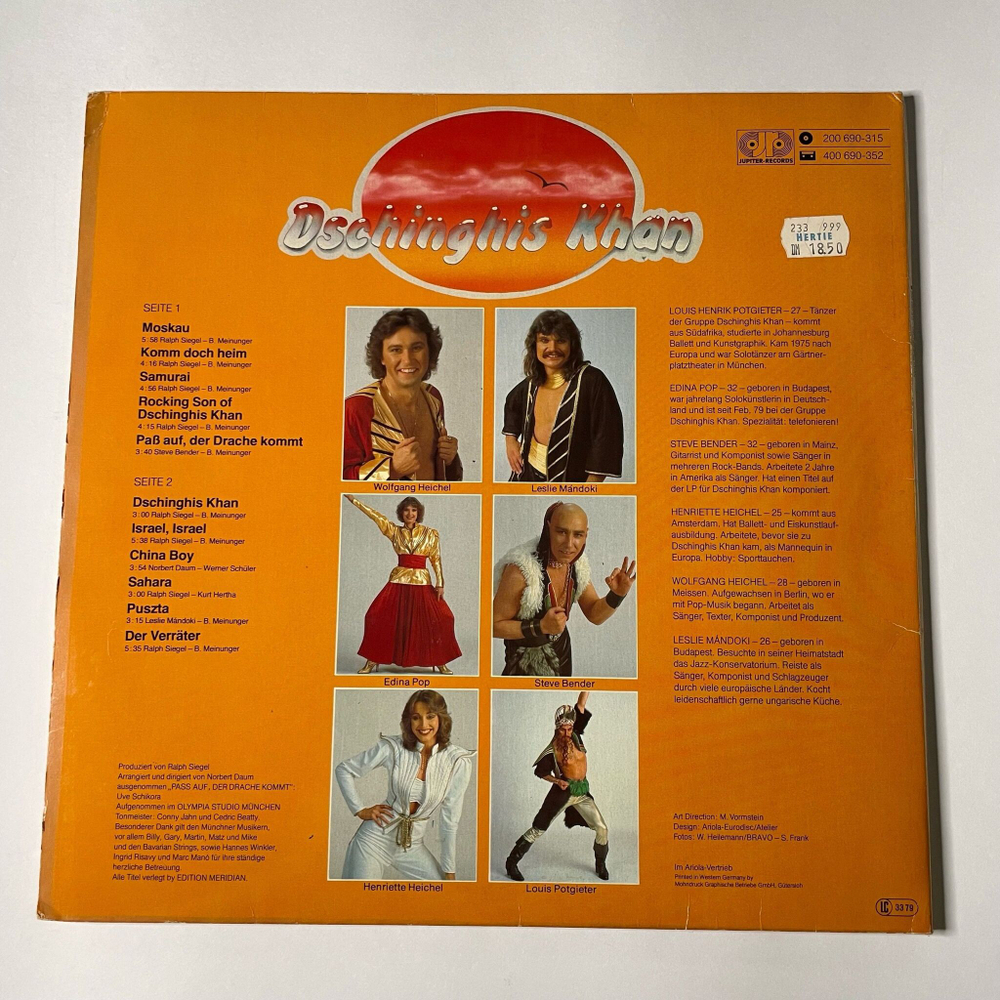 Dschinghis Khan
JUPITER-RECORDS
200 690-315
400 690-352
233 999
HERTIE
DM 18.50
SEITE 1
Moskau
5:58 Ralph Siegel – B. Meinunger
Komm doch heim
4:16 Ralph Siegel – B. Meinunger
Samurai
4:56 Ralph Siegel – B. Meinunger
Rocking Son of
Dschinghis Khan
4:15 Ralph Siegel – B. Meinunger
Paß auf, der Drache kommt
3:40 Steve Bender – B. Meinunger
SEITE 2
Dschinghis Khan
3:00 Ralph Siegel – B. Meinunger
Israel, Israel
5:38 Ralph Siegel – B. Meinunger
China Boy
3:54 Norbert Daum – Werner Schüler
Sahara
3:00 Ralph Siegel – Kurt Hertha
Puszta
3:15 Leslie Mándoki – B. Meinunger
Der Verräter
5:35 Ralph Siegel – B. Meinunger
Wolfgang Heichel
Leslie Mándoki
Edina Pop
Steve Bender
Henriette Heichel
Louis Potgieter
LOUIS HENRIK POTGIETER – 27 – Tänzer
der Gruppe Dschinghis Khan – kommt
aus Südafrika, studierte in Johannesburg
Ballett und Kunstgraphik. Kam 1975 nach
Europa und war Solotänzer am Gärtner-
platztheater in München.
EDINA POP – 32 – geboren in Budapest,
war jahrelang Solokünstlerin in Deutsch-
land und ist seit Feb. 79 bei der Gruppe
Dschinghis Khan. Spezialität: telefonieren!
STEVE BENDER – 32 – geboren in Mainz,
Gitarrist und Komponist sowie Sänger in
mehreren Rock-Bands. Arbeitete 2 Jahre
in Amerika als Sänger. Hat einen Titel auf
der LP für Dschinghis Khan komponiert.
HENRIETTE HEICHEL – 25 – kommt aus
Amsterdam. Hat Ballett- und Eiskunstlauf-
ausbildung. Arbeitete, bevor sie zu
Dschinghis Khan kam, als Mannequin in
Europa. Hobby: Sporttauchen.
WOLFGANG HEICHEL – 28 – geboren in
Meissen. Aufgewachsen in Berlin, wo er
mit Pop-Musik begann. Arbeitet als
Sänger, Texter, Komponist und Produzent.
LESLIE MÁNDOKI – 26 – geboren in
Budapest. Besuchte in seiner Heimatstadt
das Jazz-Konservatorium. Reiste als
Sänger, Komponist und Schlagzeuger
durch viele europäische Länder. Kocht
leidenschaftlich gerne ungarische Küche.
Produziert von Ralph Siegel
Arrangiert und dirigiert von Norbert Daum
ausgenommen „PASS AUF, DER DRACHE KOMMT":
Uve Schikora
Aufgenommen im OLYMPIA STUDIO MÜNCHEN
Tonmeister: Conny Jahn und Cedric Beatty.
Besonderer Dank gilt den Münchner Musikern,
vor allem Billy, Gary, Martin, Matz und Mike
und den Bavarian Strings, sowie Hannes Winkler,
Ingrid Risavy und Marc Manó für ihre ständige
herzliche Betreuung.
Alle Titel verlegt by EDITION MERIDIAN.
Art Direction: M. Vormstein
Design: Ariola-Eurodisc/Atelier
Fotos: W. Heilemann/BRAVO – S. Frank
Im Ariola-Vertrieb
Printed in Western Germany by
Mohndruck Graphische Betriebe GmbH, Gütersloh
LC 3379